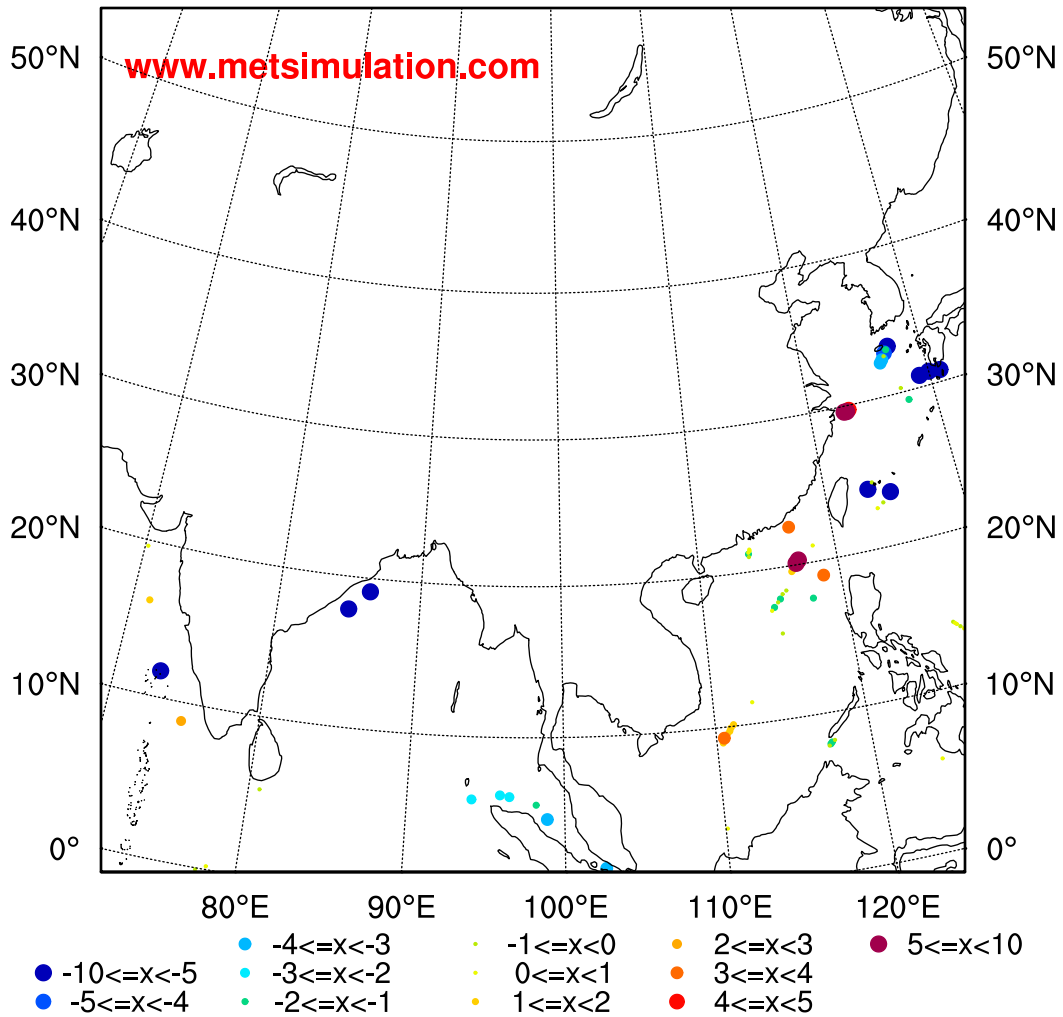 www.metsimulation.com
50°N 50°N
40°N 40°N
30°N 30°N
20°N 20°N
10°N 10°N
0° 0°
80°E 90°E 100°E 110°E 120°E
-4<=x<-3 -1<=x<0 2<=x<3 5<=x<10
-10<=x<-5 -3<=x<-2 0<=x<1 3<=x<4
-5<=x<-4 -2<=x<-1 1<=x<2 4<=x<5